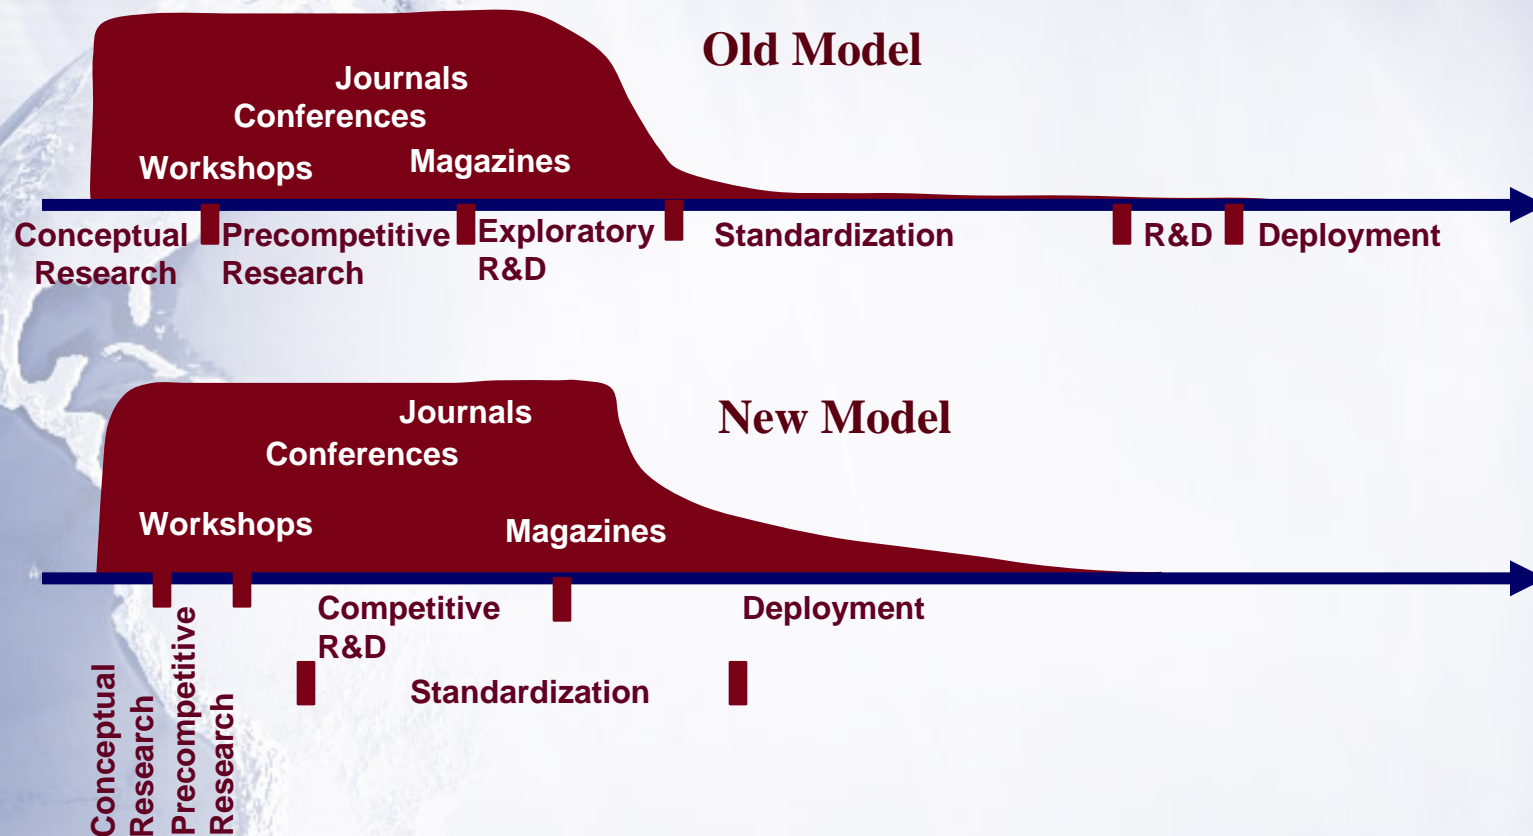 Old Model
Journals
Conferences
Workshops
Magazines
Conceptual
Research
Precompetitive
Research
Exploratory
R&D
Standardization
R&D
Deployment
New Model
Journals
Conferences
Workshops
Magazines
Conceptual
Research
Precompetitive
Research
Competitive
R&D
Deployment
Standardization